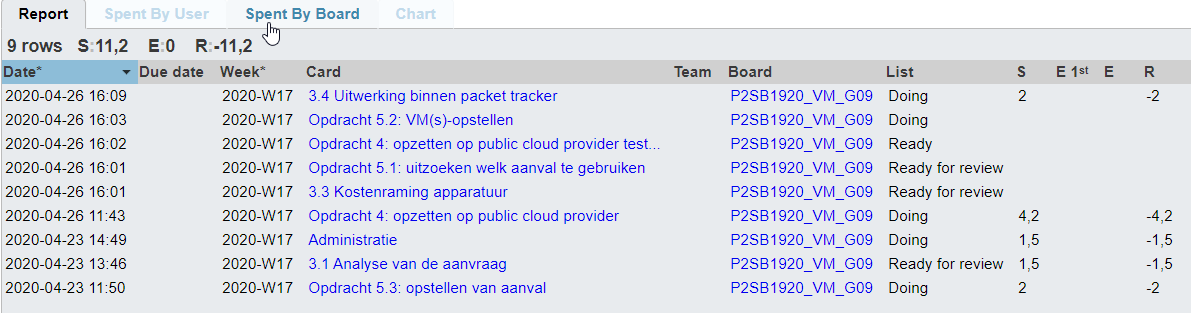 Report Spent By User Spent By Board Chart
9 rows S:11,2 E:0 R:-11,2
Date* Due date Week* Card Team Board List S E 1st E R
2020-04-26 16:09 2020-W17 3.4 Uitwerking binnen packet tracker P2SB1920_VM_G09 Doing 2 -2
2020-04-26 16:03 2020-W17 Opdracht 5.2: VM(s)-opstellen P2SB1920_VM_G09 Doing
2020-04-26 16:02 2020-W17 Opdracht 4: opzetten op public cloud provider test... P2SB1920_VM_G09 Ready
2020-04-26 16:01 2020-W17 Opdracht 5.1: uitzoeken welk aanval te gebruiken P2SB1920_VM_G09 Ready for review
2020-04-26 16:01 2020-W17 3.3 Kostenraming apparatuur P2SB1920_VM_G09 Ready for review
2020-04-26 11:43 2020-W17 Opdracht 4: opzetten op public cloud provider P2SB1920_VM_G09 Doing 4,2 -4,2
2020-04-23 14:49 2020-W17 Administratie P2SB1920_VM_G09 Doing 1,5 -1,5
2020-04-23 13:46 2020-W17 3.1 Analyse van de aanvraag P2SB1920_VM_G09 Ready for review 1,5 -1,5
2020-04-23 11:50 2020-W17 Opdracht 5.3: opstellen van aanval P2SB1920_VM_G09 Doing 2 -2